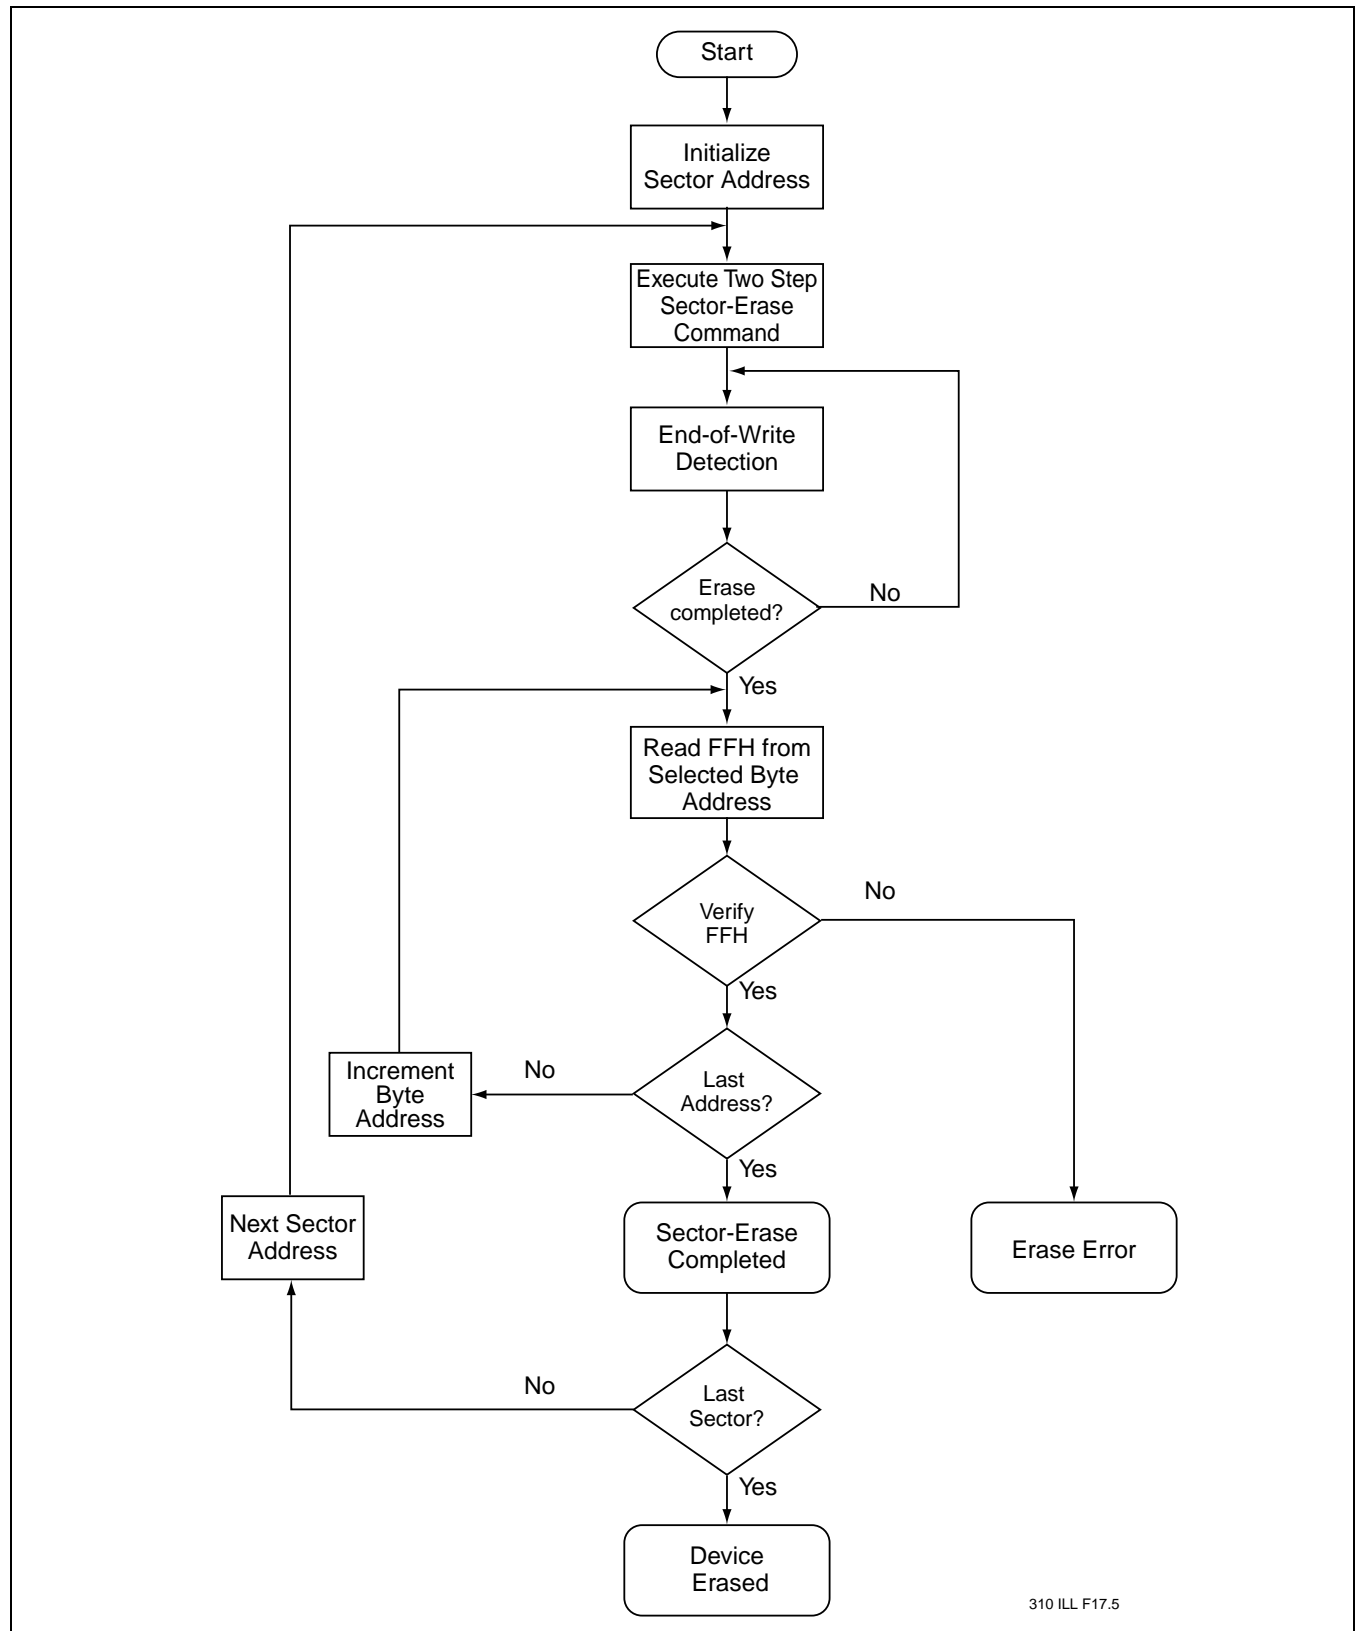 Start
Initialize
Sector Address
Execute Two Step
Sector-Erase
Command
End-of-Write
Detection
Erase
completed?
No
Yes
Read FFH from
Selected Byte
Address
Verify
FFH
No
Yes
Last
Address?
No
Increment
Byte
Address
Yes
Sector-Erase
Completed
Next Sector
Address
Erase Error
Last
Sector?
No
Yes
Device
Erased
310 ILL F17.5